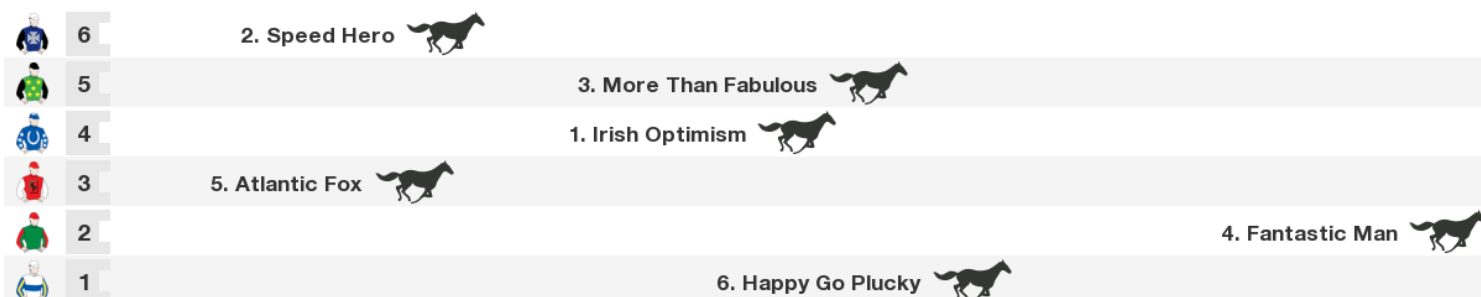 6 2. Speed Hero
5 3. More Than Fabulous
4 1. Irish Optimism
3 5. Atlantic Fox
2 4. Fantastic Man
1 6. Happy Go Plucky